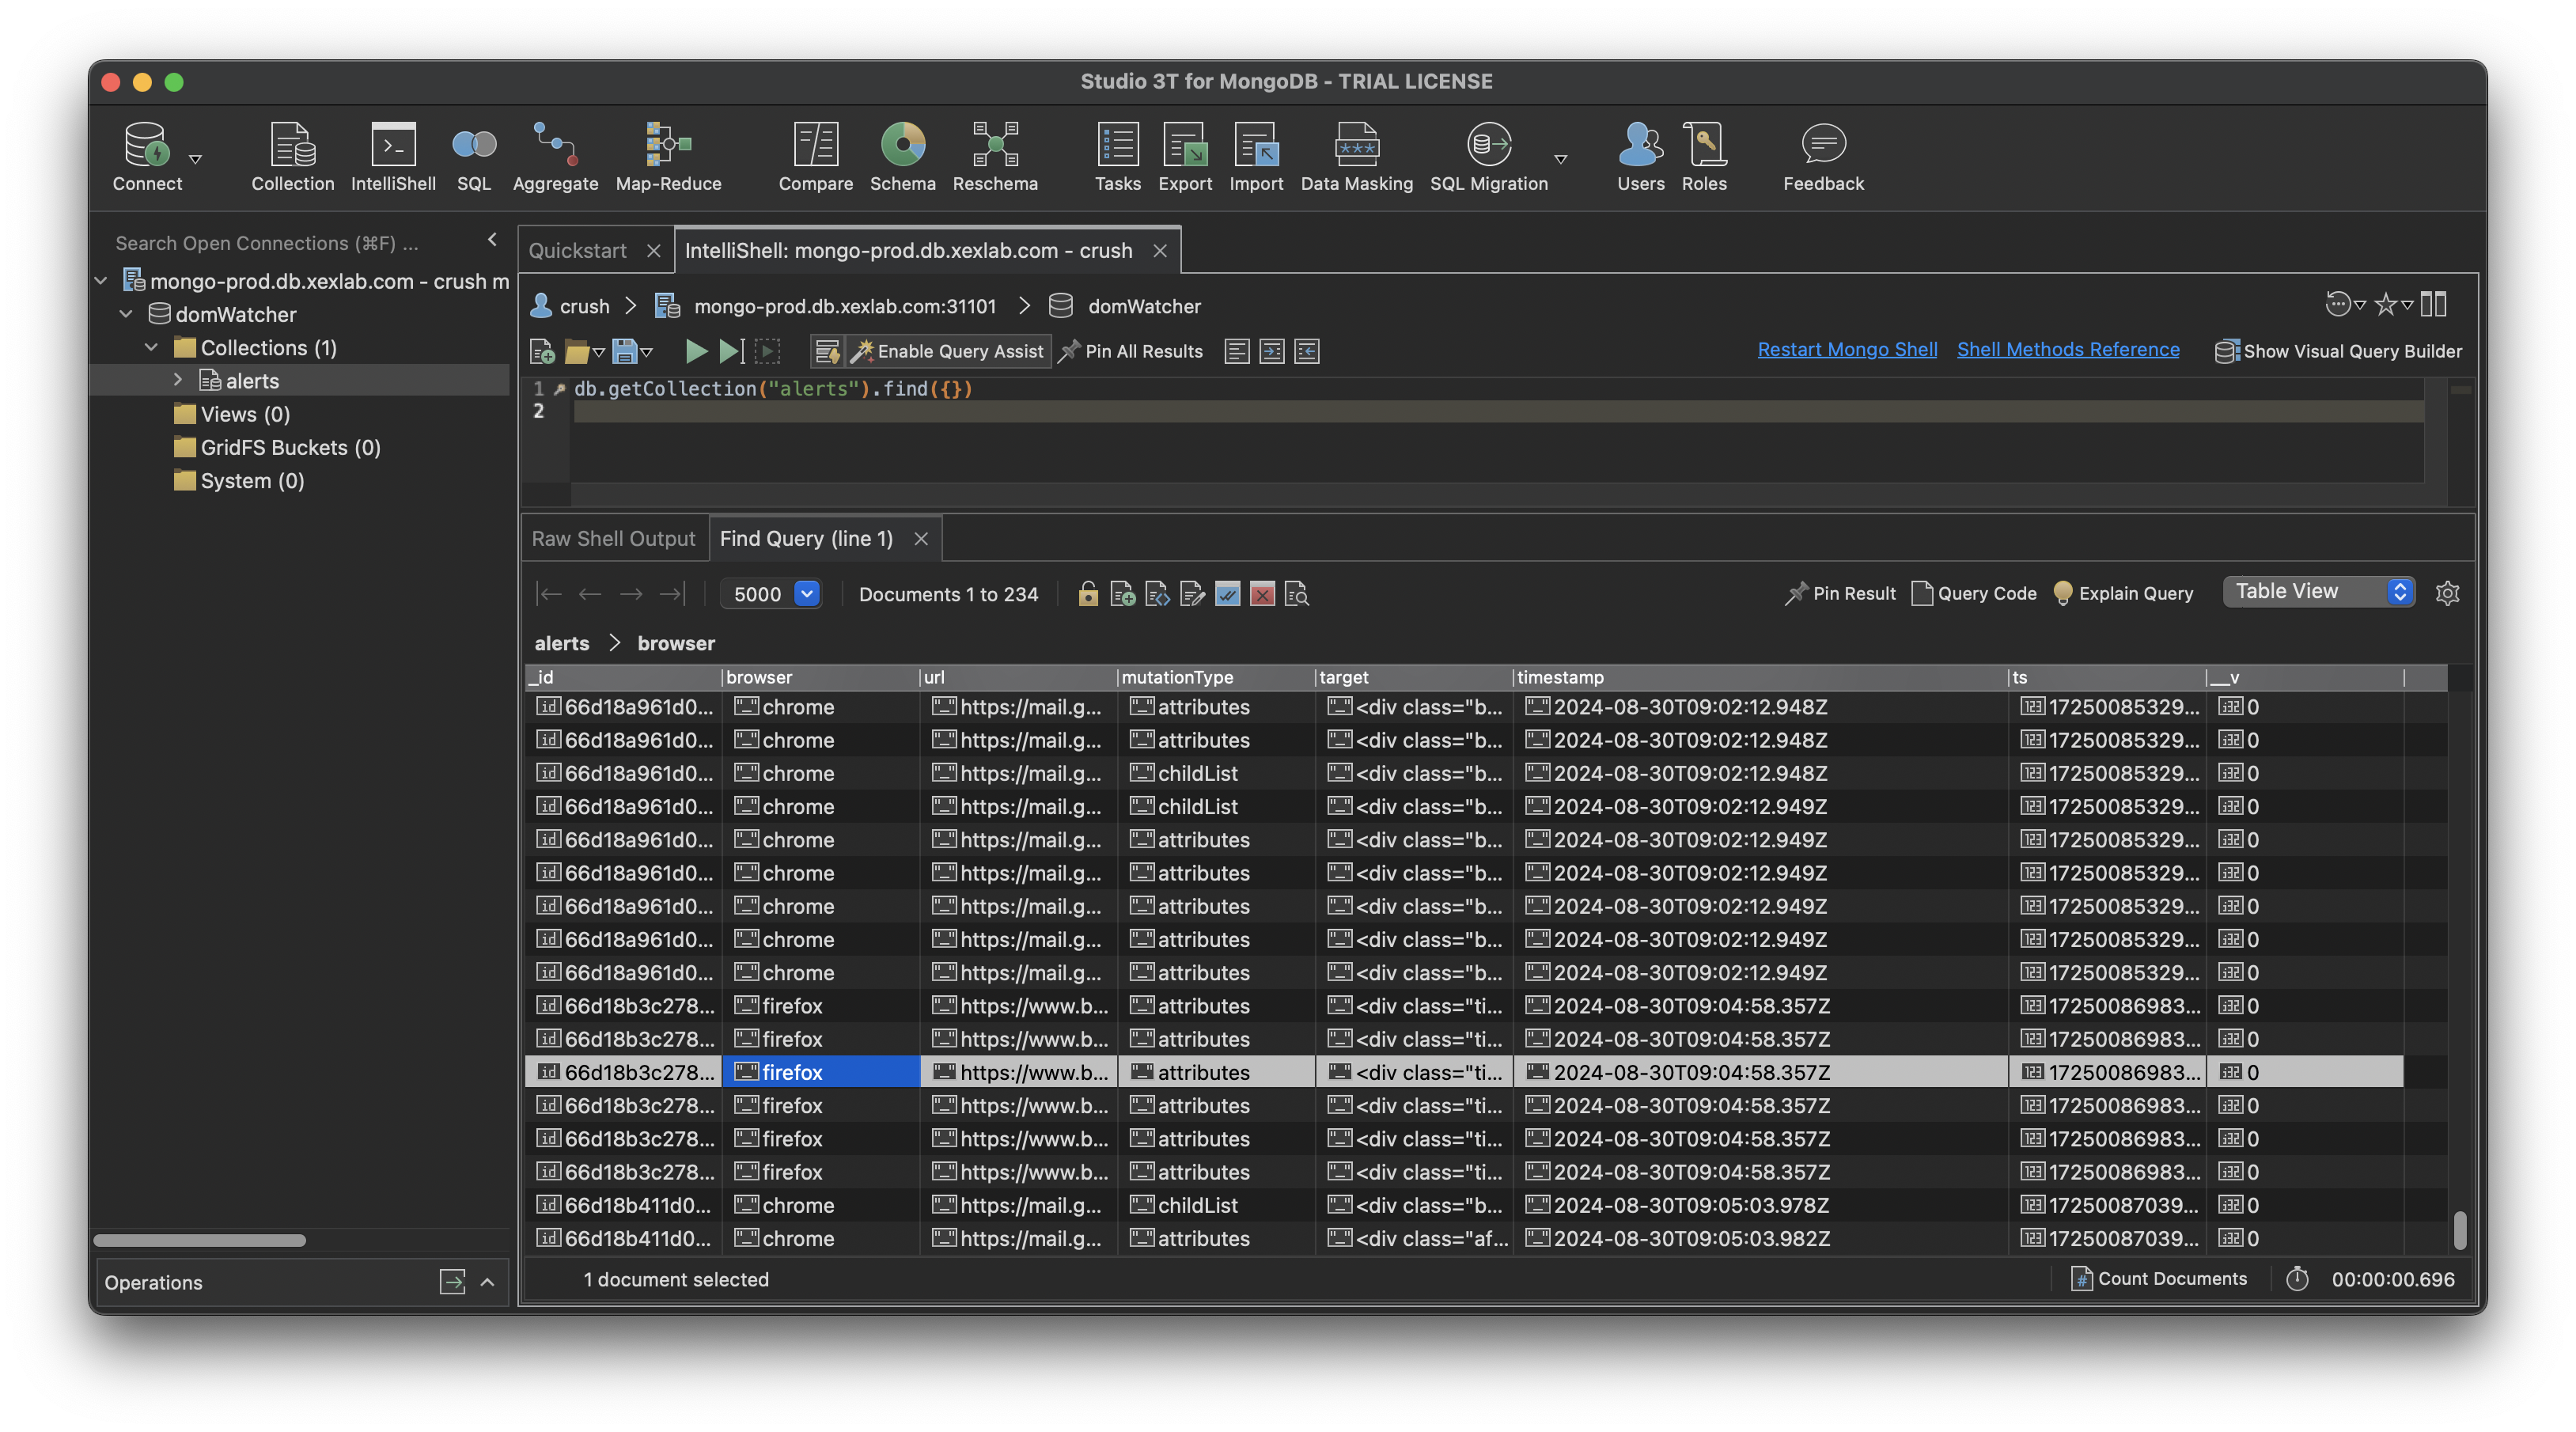 Studio 3T for MongoDB - TRIAL LICENSE
Connect Collection IntelliShell SQL Aggregate Map-Reduce Compare Schema Reschema Tasks Export Import Data Masking SQL Migration Users Roles Feedback
Search Open Connections (⌘F) ...
mongo-prod.db.xexlab.com - crush m
domWatcher
Collections (1)
alerts
Views (0)
GridFS Buckets (0)
System (0)
Operations
Quickstart IntelliShell: mongo-prod.db.xexlab.com - crush
crush mongo-prod.db.xexlab.com:31101 domWatcher
Enable Query Assist Pin All Results Restart Mongo Shell Shell Methods Reference Show Visual Query Builder
1 db.getCollection("alerts").find({})
2
Raw Shell Output Find Query (line 1)
5000 Documents 1 to 234 Pin Result Query Code Explain Query Table View
alerts > browser
_id browser url mutationType target timestamp ts __v
66d18a961d0... chrome https://mail.g... attributes <div class="b... 2024-08-30T09:02:12.948Z 17250085329... 0
66d18a961d0... chrome https://mail.g... attributes <div class="b... 2024-08-30T09:02:12.948Z 17250085329... 0
66d18a961d0... chrome https://mail.g... childList <div class="b... 2024-08-30T09:02:12.948Z 17250085329... 0
66d18a961d0... chrome https://mail.g... childList <div class="b... 2024-08-30T09:02:12.949Z 17250085329... 0
66d18a961d0... chrome https://mail.g... attributes <div class="b... 2024-08-30T09:02:12.949Z 17250085329... 0
66d18a961d0... chrome https://mail.g... attributes <div class="b... 2024-08-30T09:02:12.949Z 17250085329... 0
66d18a961d0... chrome https://mail.g... attributes <div class="b... 2024-08-30T09:02:12.949Z 17250085329... 0
66d18a961d0... chrome https://mail.g... attributes <div class="b... 2024-08-30T09:02:12.949Z 17250085329... 0
66d18a961d0... chrome https://mail.g... attributes <div class="b... 2024-08-30T09:02:12.949Z 17250085329... 0
66d18b3c278... firefox https://www.b... attributes <div class="ti... 2024-08-30T09:04:58.357Z 17250086983... 0
66d18b3c278... firefox https://www.b... attributes <div class="ti... 2024-08-30T09:04:58.357Z 17250086983... 0
66d18b3c278... firefox https://www.b... attributes <div class="ti... 2024-08-30T09:04:58.357Z 17250086983... 0
66d18b3c278... firefox https://www.b... attributes <div class="ti... 2024-08-30T09:04:58.357Z 17250086983... 0
66d18b3c278... firefox https://www.b... attributes <div class="ti... 2024-08-30T09:04:58.357Z 17250086983... 0
66d18b3c278... firefox https://www.b... attributes <div class="ti... 2024-08-30T09:04:58.357Z 17250086983... 0
66d18b411d0... chrome https://mail.g... childList <div class="b... 2024-08-30T09:05:03.978Z 17250087039... 0
66d18b411d0... chrome https://mail.g... attributes <div class="af... 2024-08-30T09:05:03.982Z 17250087039... 0
1 document selected Count Documents 00:00:00.696